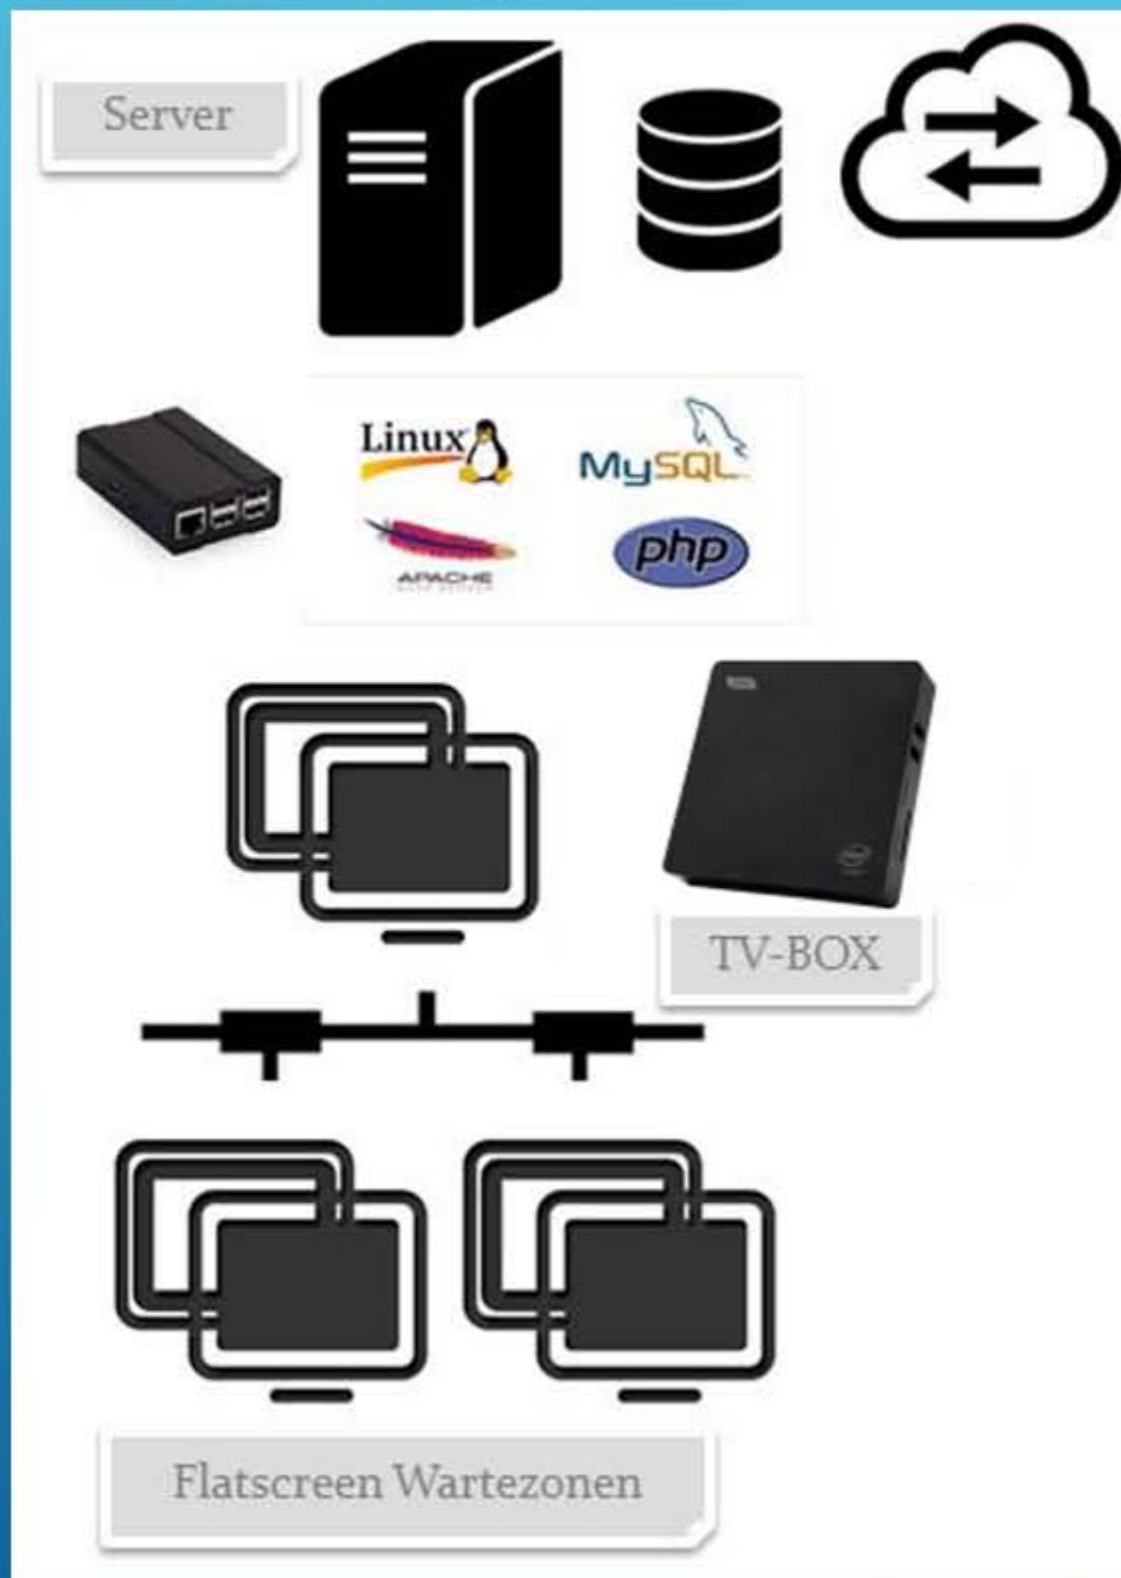 Server
Linux
MySQL
APACHE
php
TV-BOX
Flatscreen Wartezonen